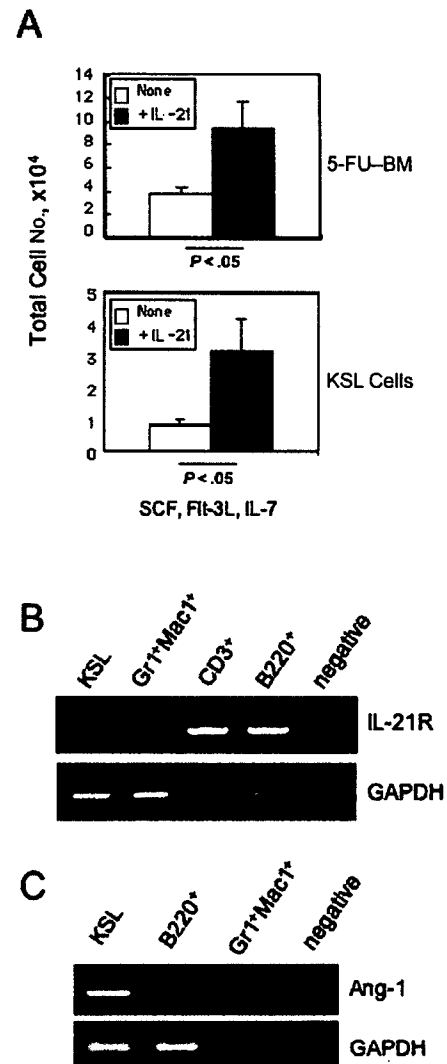 A
Total Cell No., x10⁴
14
12
10
8
6
4
2
0
None
+ IL-21
5-FU–BM
P < .05
5
4
3
2
1
0
None
+ IL-21
KSL Cells
P < .05
SCF, Flt-3L, IL-7
B
KSL
Gr1⁺Mac1⁺
CD3⁺
B220⁺
negative
IL-21R
GAPDH
C
KSL
B220⁺
Gr1⁺Mac1⁺
negative
Ang-1
GAPDH